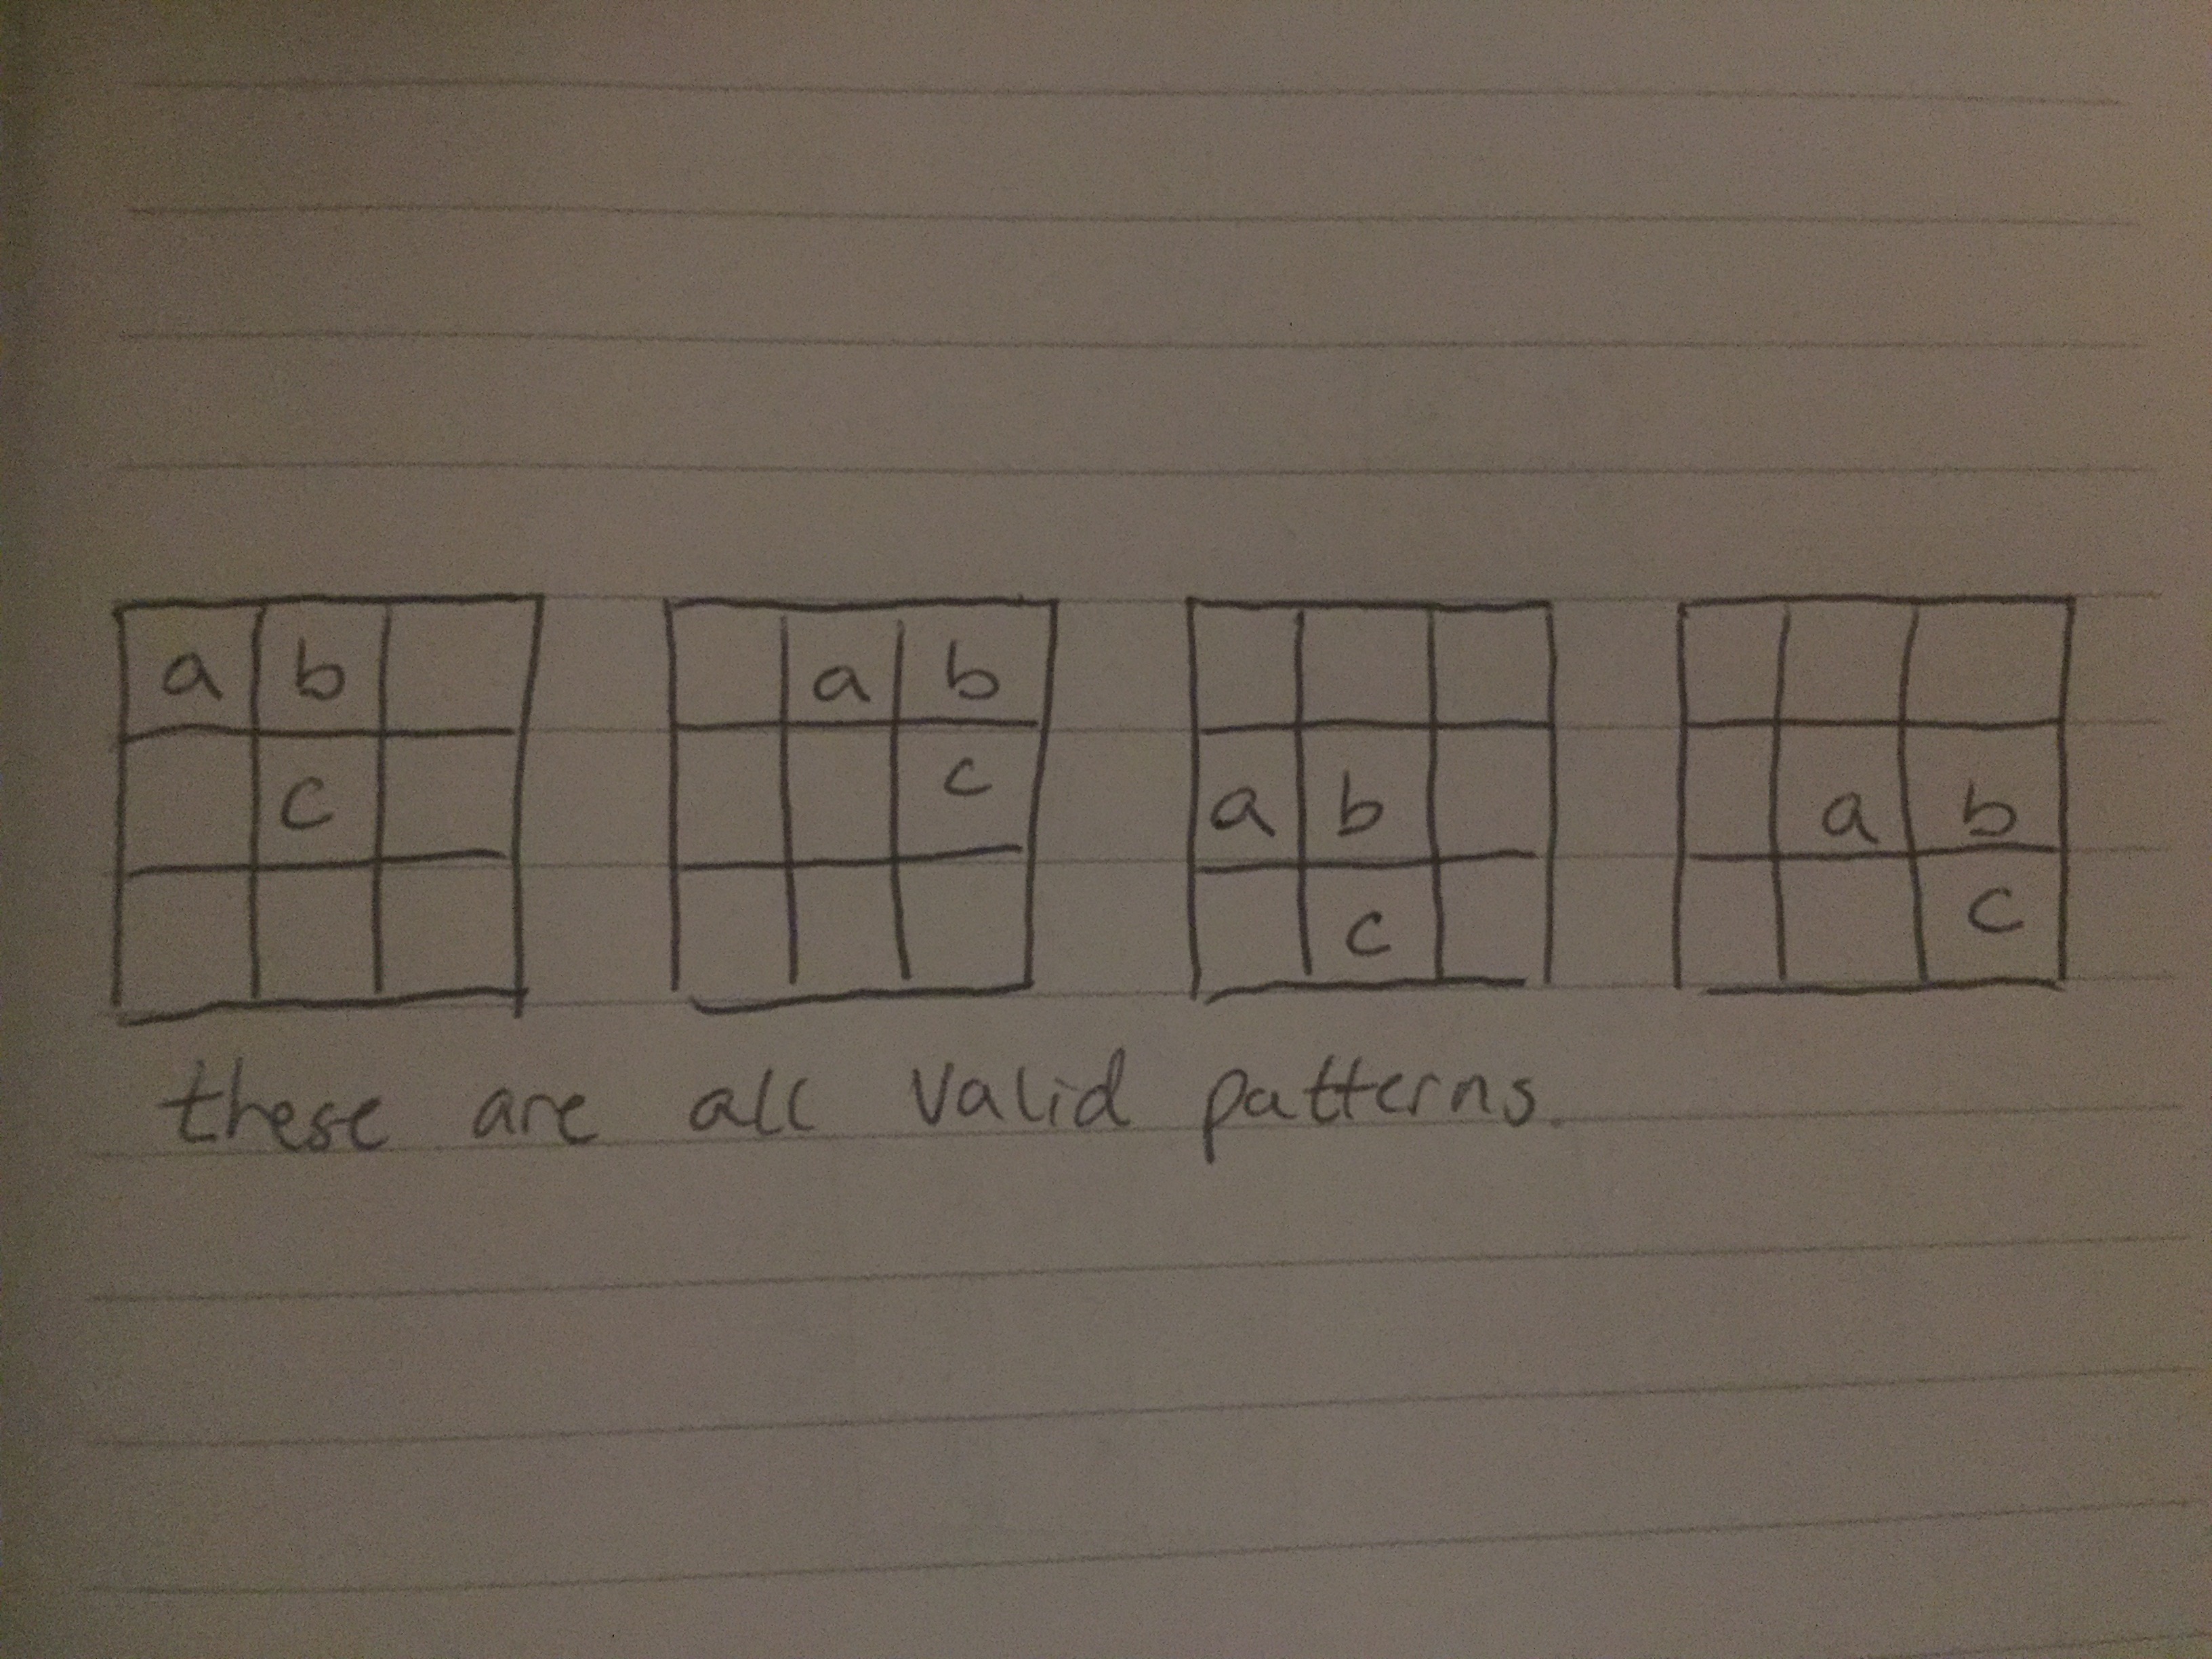 a b a b
c c a b a b
c c
these are all valid patterns.